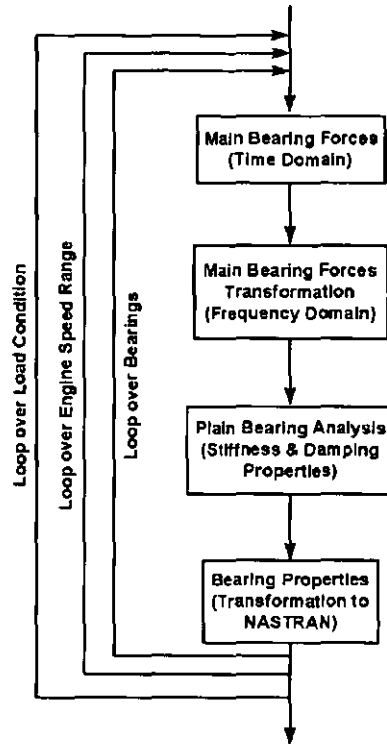 Loop over Load Condition
Loop over Engine Speed Range
Loop over Bearings
Main Bearing Forces
(Time Domain)
Main Bearing Forces
Transformation
(Frequency Domain)
Plain Bearing Analysis
(Stiffness & Damping
Properties)
Bearing Properties
(Transformation to
NASTRAN)